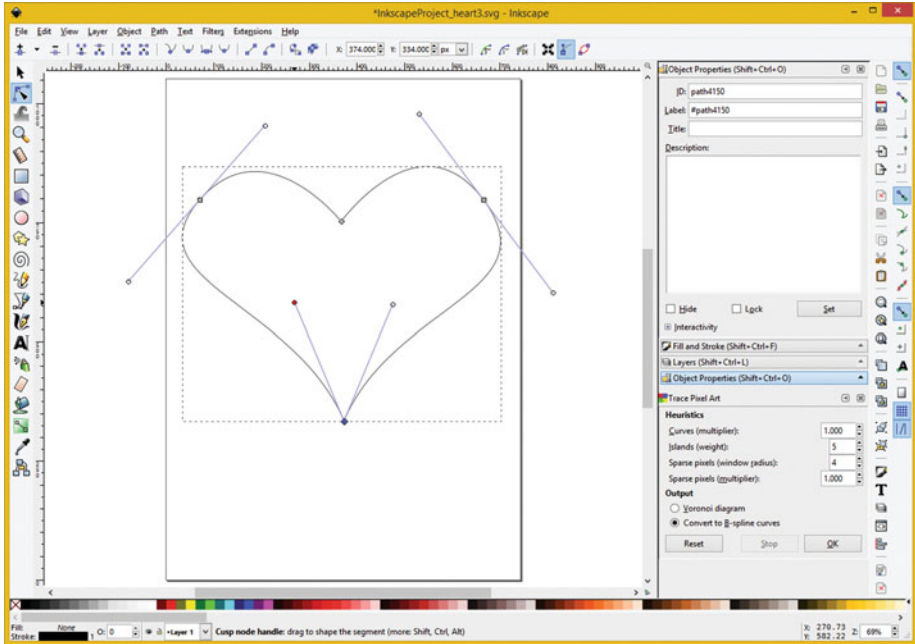 *InkscapeProject_heart3.svg - Inkscape
File Edit View Layer Object Path Text Filters Extensions Help
X: 374.000 Y: 334.000 px
Object Properties (Shift+Ctrl+O)
ID: path4150
Label: #path4150
Title:
Description:
Hide Lock Set
Interactivity
Fill and Stroke (Shift+Ctrl+F)
Layers (Shift+Ctrl+L)
Object Properties (Shift+Ctrl+O)
Trace Pixel Art
Heuristics
Curves (multiplier): 1.000
Islands (weight): 5
Sparse pixels (window radius): 4
Sparse pixels (multiplier): 1.000
Output
Voronoi diagram
Convert to B-spline curves
Reset Stop OK
Fill: None
Stroke: 1 O: 0 •Layer 1 Cusp node handle: drag to shape the segment (more: Shift, Ctrl, Alt)
X: 270.73
Y: 502.22 Z: 69%